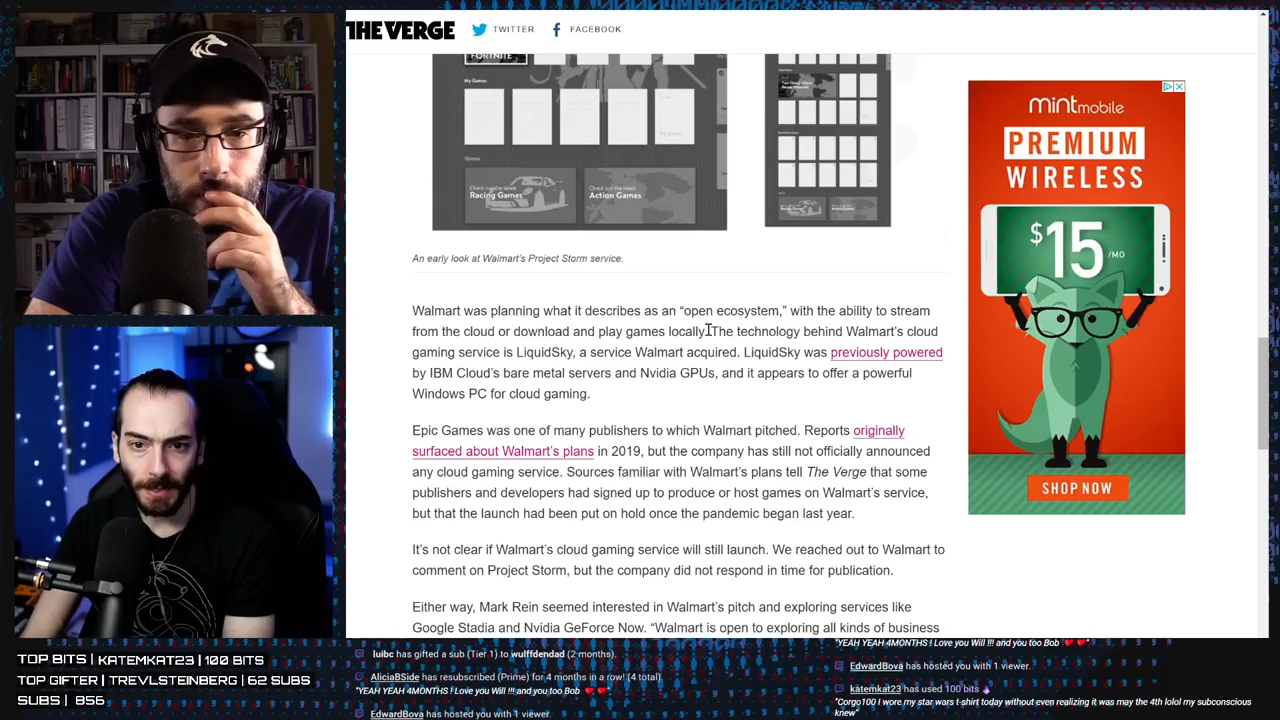 THE VERGE
TWITTER
FACEBOOK
FORTNITE
My Games
Genres
Check out the latest
Racing Games
Check out the latest
Action Games
An early look at Walmart's Project Storm service.
Walmart was planning what it describes as an “open ecosystem,” with the ability to stream
from the cloud or download and play games locally. The technology behind Walmart's cloud
gaming service is LiquidSky, a service Walmart acquired. LiquidSky was previously powered
by IBM Cloud's bare metal servers and Nvidia GPUs, and it appears to offer a powerful
Windows PC for cloud gaming.
Epic Games was one of many publishers to which Walmart pitched. Reports originally
surfaced about Walmart's plans in 2019, but the company has still not officially announced
any cloud gaming service. Sources familiar with Walmart's plans tell The Verge that some
publishers and developers had signed up to produce or host games on Walmart's service,
but that the launch had been put on hold once the pandemic began last year.
It's not clear if Walmart's cloud gaming service will still launch. We reached out to Walmart to
comment on Project Storm, but the company did not respond in time for publication.
Either way, Mark Rein seemed interested in Walmart's pitch and exploring services like
Google Stadia and Nvidia GeForce Now. “Walmart is open to exploring all kinds of business
mint mobile
PREMIUM
WIRELESS
$15/MO
SHOP NOW
TOP BITS | KATEMKAT23 | 100 BITS
TOP GIFTER | TREVLSTEINBERG | 62 SUBS
SUBS | 856
luibc has gifted a sub (Tier 1) to wulffdendad (2 months).
AliciaBSide has resubscribed (Prime) for 4 months in a row! (4 total).
"YEAH YEAH 4MONTHS ! Love you Will !!! and you too Bob ❤️ ❤️"
EdwardBova has hosted you with 1 viewer.
"YEAH YEAH 4MONTHS ! Love you Will !!! and you too Bob ❤️ ❤️"
EdwardBova has hosted you with 1 viewer.
katemkat23 has used 100 bits
"Corgo100 I wore my star wars t-shirt today without even realizing it was may the 4th lolol my subconscious
knew"